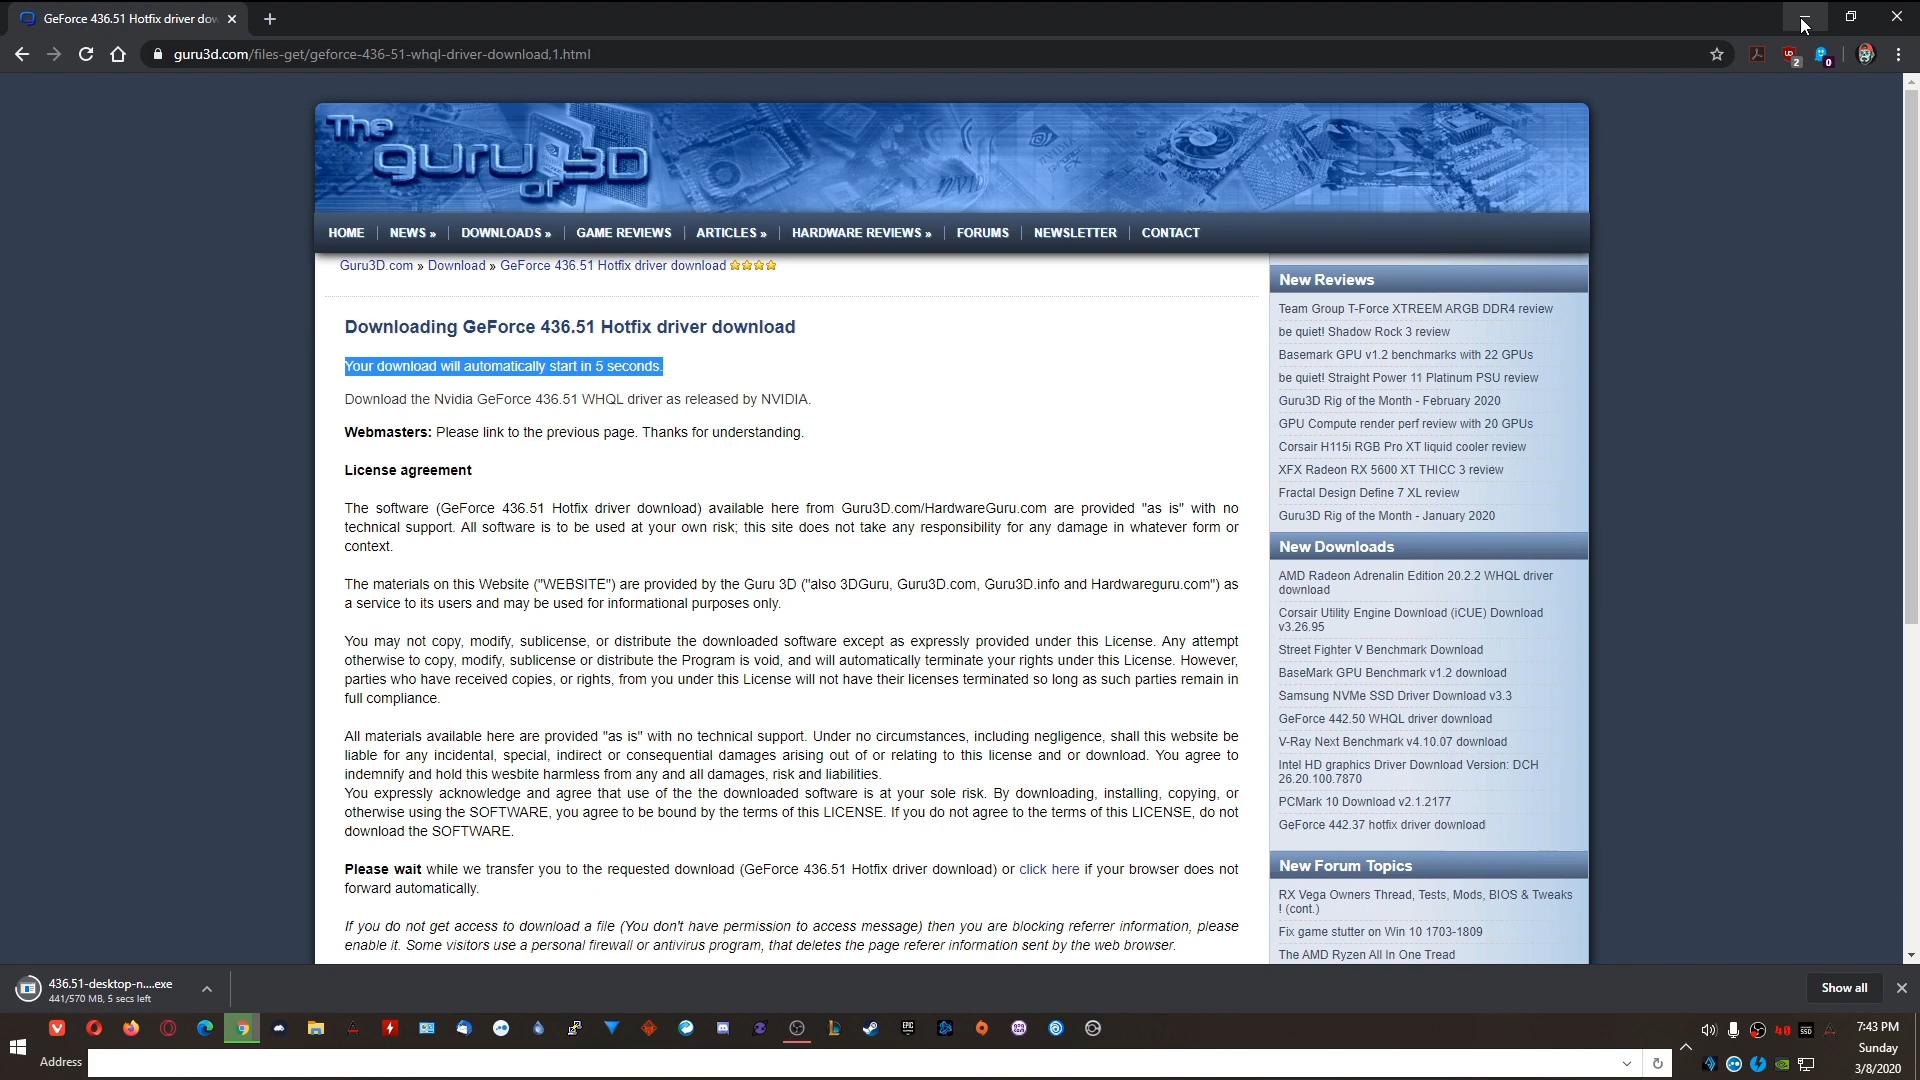 GeForce 436.51 Hotfix driver dow
guru3d.com/files-get/geforce-436-51-whql-driver-download,1.html
2
0
The guru of 3D
HOME
NEWS »
DOWNLOADS »
GAME REVIEWS
ARTICLES »
HARDWARE REVIEWS »
FORUMS
NEWSLETTER
CONTACT
Guru3D.com » Download » GeForce 436.51 Hotfix driver download
Downloading GeForce 436.51 Hotfix driver download
Your download will automatically start in 5 seconds.
Download the Nvidia GeForce 436.51 WHQL driver as released by NVIDIA.
Webmasters: Please link to the previous page. Thanks for understanding.
License agreement
The software (GeForce 436.51 Hotfix driver download) available here from Guru3D.com/HardwareGuru.com are provided "as is" with no
technical support. All software is to be used at your own risk; this site does not take any responsibility for any damage in whatever form or
context.
The materials on this Website ("WEBSITE") are provided by the Guru 3D ("also 3DGuru, Guru3D.com, Guru3D.info and Hardwareguru.com") as
a service to its users and may be used for informational purposes only.
You may not copy, modify, sublicense, or distribute the downloaded software except as expressly provided under this License. Any attempt
otherwise to copy, modify, sublicense or distribute the Program is void, and will automatically terminate your rights under this License. However,
parties who have received copies, or rights, from you under this License will not have their licenses terminated so long as such parties remain in
full compliance.
All materials available here are provided "as is" with no technical support. Under no circumstances, including negligence, shall this website be
liable for any incidental, special, indirect or consequential damages arising out of or relating to this license and or download. You agree to
indemnify and hold this wesbite harmless from any and all damages, risk and liabilities.
You expressly acknowledge and agree that use of the the downloaded software is at your sole risk. By downloading, installing, copying, or
otherwise using the SOFTWARE, you agree to be bound by the terms of this LICENSE. If you do not agree to the terms of this LICENSE, do not
download the SOFTWARE.
Please wait while we transfer you to the requested download (GeForce 436.51 Hotfix driver download) or click here if your browser does not
forward automatically.
If you do not get access to download a file (You don't have permission to access message) then you are blocking referrer information, please
enable it. Some visitors use a personal firewall or antivirus program, that deletes the page referer information sent by the web browser.
New Reviews
Team Group T-Force XTREEM ARGB DDR4 review
be quiet! Shadow Rock 3 review
Basemark GPU v1.2 benchmarks with 22 GPUs
be quiet! Straight Power 11 Platinum PSU review
Guru3D Rig of the Month - February 2020
GPU Compute render perf review with 20 GPUs
Corsair H115i RGB Pro XT liquid cooler review
XFX Radeon RX 5600 XT THICC 3 review
Fractal Design Define 7 XL review
Guru3D Rig of the Month - January 2020
New Downloads
AMD Radeon Adrenalin Edition 20.2.2 WHQL driver
download
Corsair Utility Engine Download (iCUE) Download
v3.26.95
Street Fighter V Benchmark Download
BaseMark GPU Benchmark v1.2 download
Samsung NVMe SSD Driver Download v3.3
GeForce 442.50 WHQL driver download
V-Ray Next Benchmark v4.10.07 download
Intel HD graphics Driver Download Version: DCH
26.20.100.7870
PCMark 10 Download v2.1.2177
GeForce 442.37 hotfix driver download
New Forum Topics
RX Vega Owners Thread, Tests, Mods, BIOS & Tweaks
! (cont.)
Fix game stutter on Win 10 1703-1809
The AMD Ryzen All In One Tread
436.51-desktop-n....exe
441/570 MB, 5 secs left
Show all
EPIC
40
SSD
7:43 PM
Sunday
3/8/2020
Address